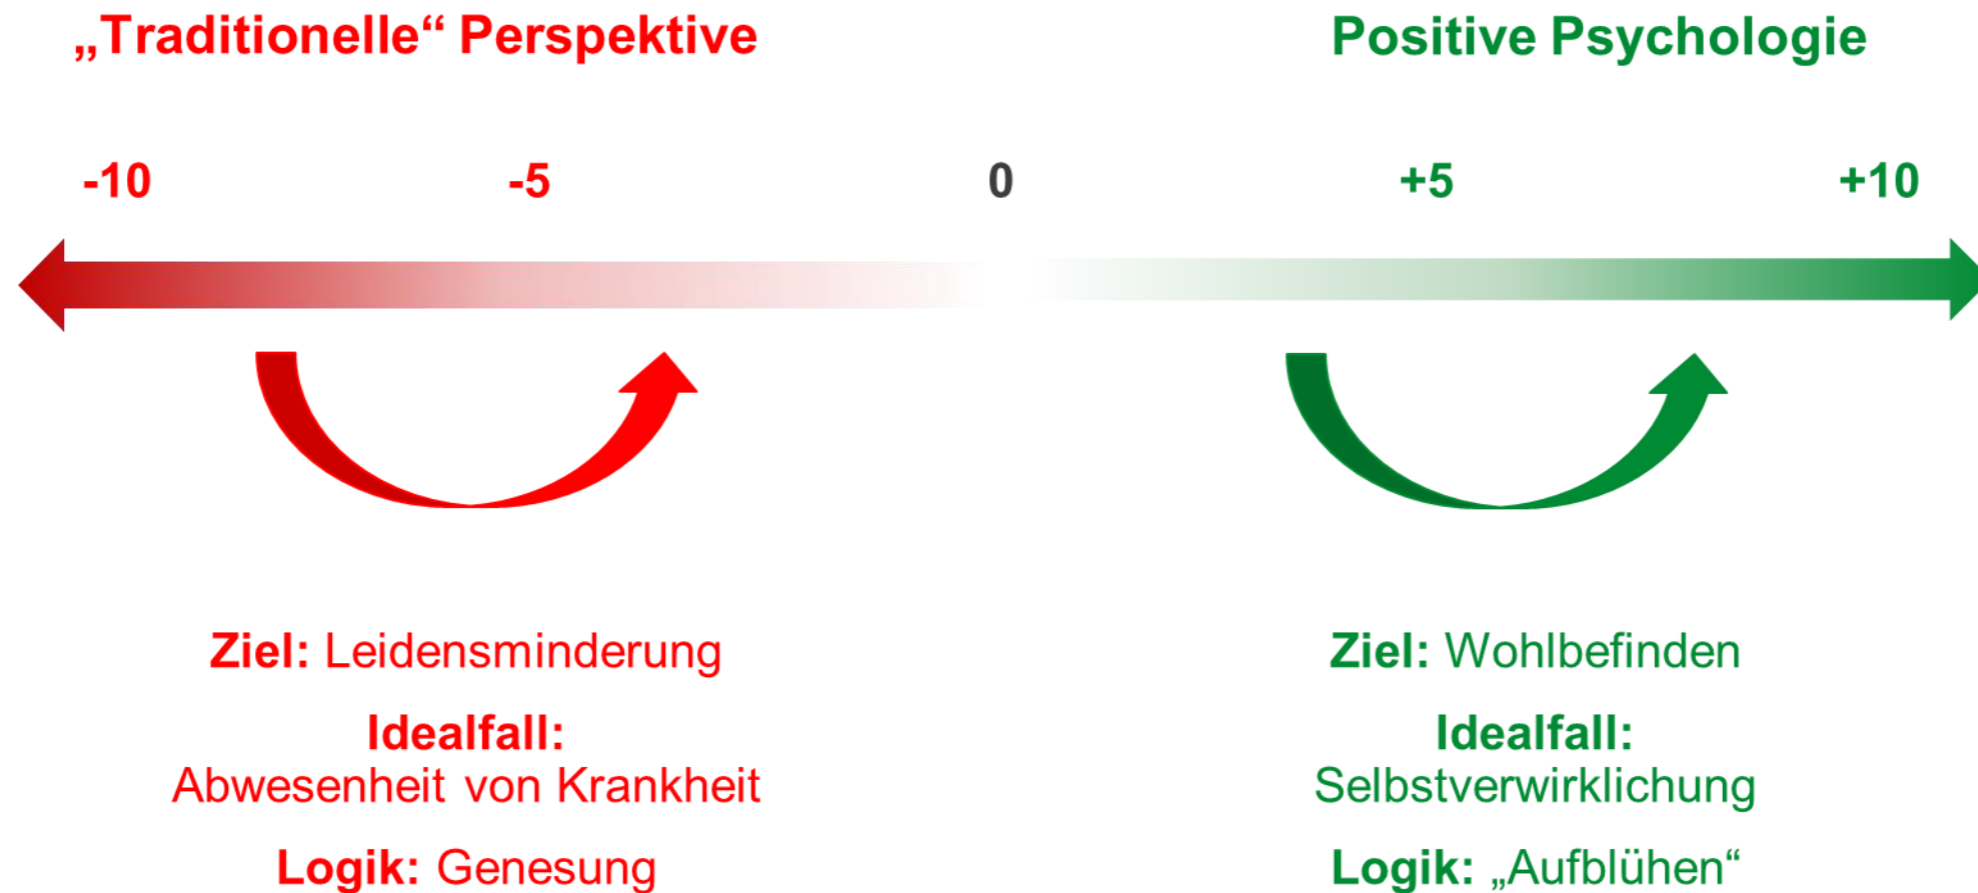 „Traditionelle“ Perspektive
Positive Psychologie
-10 -5 0 +5 +10
Ziel: Leidensminderung
Idealfall:
Abwesenheit von Krankheit
Logik: Genesung
Ziel: Wohlbefinden
Idealfall:
Selbstverwirklichung
Logik: „Aufblühen“